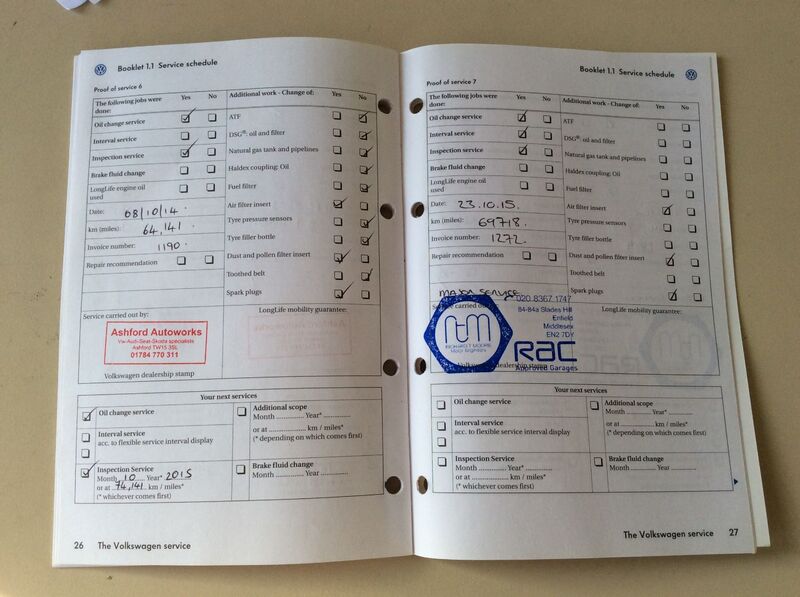 Booklet 1.1 Service schedule
Proof of service 6
The following jobs were done: Yes No
Additional work - Change of: Yes No
Oil change service
Interval service
Inspection service
Brake fluid change
LongLife engine oil used
Date: 08/10/14
km (miles): 64,141
Invoice number: 1190
Repair recommendation
ATF
DSG®: oil and filter
Natural gas tank and pipelines
Haldex coupling: Oil
Fuel filter
Air filter insert
Tyre pressure sensors
Tyre filler bottle
Dust and pollen filter insert
Toothed belt
Spark plugs
Service carried out by:
LongLife mobility guarantee:
Ashford Autoworks
Vw-Audi-Seat-Skoda specialists
Ashford TW15 3SL
01784 770 311
Volkswagen dealership stamp
Your next services
Oil change service
Interval service
acc. to flexible service interval display
Inspection Service
Month 10 Year* 2015
or at 74,141 km / miles*
(* whichever comes first)
Additional scope
Month ............. Year* .............
or at ............. km / miles*
(* depending on which comes first)
Brake fluid change
Month ............. Year .............
26 The Volkswagen service
Booklet 1.1 Service schedule
Proof of service 7
The following jobs were done: Yes No
Additional work - Change of: Yes No
Oil change service
Interval service
Inspection service
Brake fluid change
LongLife engine oil used
Date: 23.10.15.
km (miles): 69718.
Invoice number: 1272.
Repair recommendation
MAJOR SERVICE
ATF
DSG®: oil and filter
Natural gas tank and pipelines
Haldex coupling: Oil
Fuel filter
Air filter insert
Tyre pressure sensors
Tyre filler bottle
Dust and pollen filter insert
Toothed belt
Spark plugs
Service carried out
LongLife mobility guarantee:
020 8367 1747
84-84a Slades Hill
Enfield
Middlesex
EN2 7DY
rtm
RICHARD T MOORE
Motor Engineers
RAC
Approved Garages
dealership stamp
Your next services
Oil change service
Interval service
acc. to flexible service interval display
Inspection Service
Month ............. Year* .............
or at ............. km / miles*
(* whichever comes first)
Additional scope
Month ............. Year* .............
or at ............. km / miles*
(* depending on which comes first)
Brake fluid change
Month ............. Year .............
The Volkswagen service 27